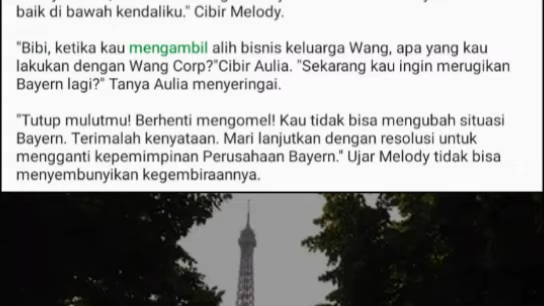 baik di bawah kendaliku." Cibir Melody.
"Bibi, ketika kau mengambil alih bisnis keluarga Wang, apa yang kau
lakukan dengan Wang Corp?"Cibir Aulia. "Sekarang kau ingin merugikan
Bayern lagi?" Tanya Aulia menyeringai.
"Tutup mulutmu! Berhenti mengomel! Kau tidak bisa mengubah situasi
Bayern. Terimalah kenyataan. Mari lanjutkan dengan resolusi untuk
mengganti kepemimpinan Perusahaan Bayern." Ujar Melody tidak bisa
menyembunyikan kegembiraannya.